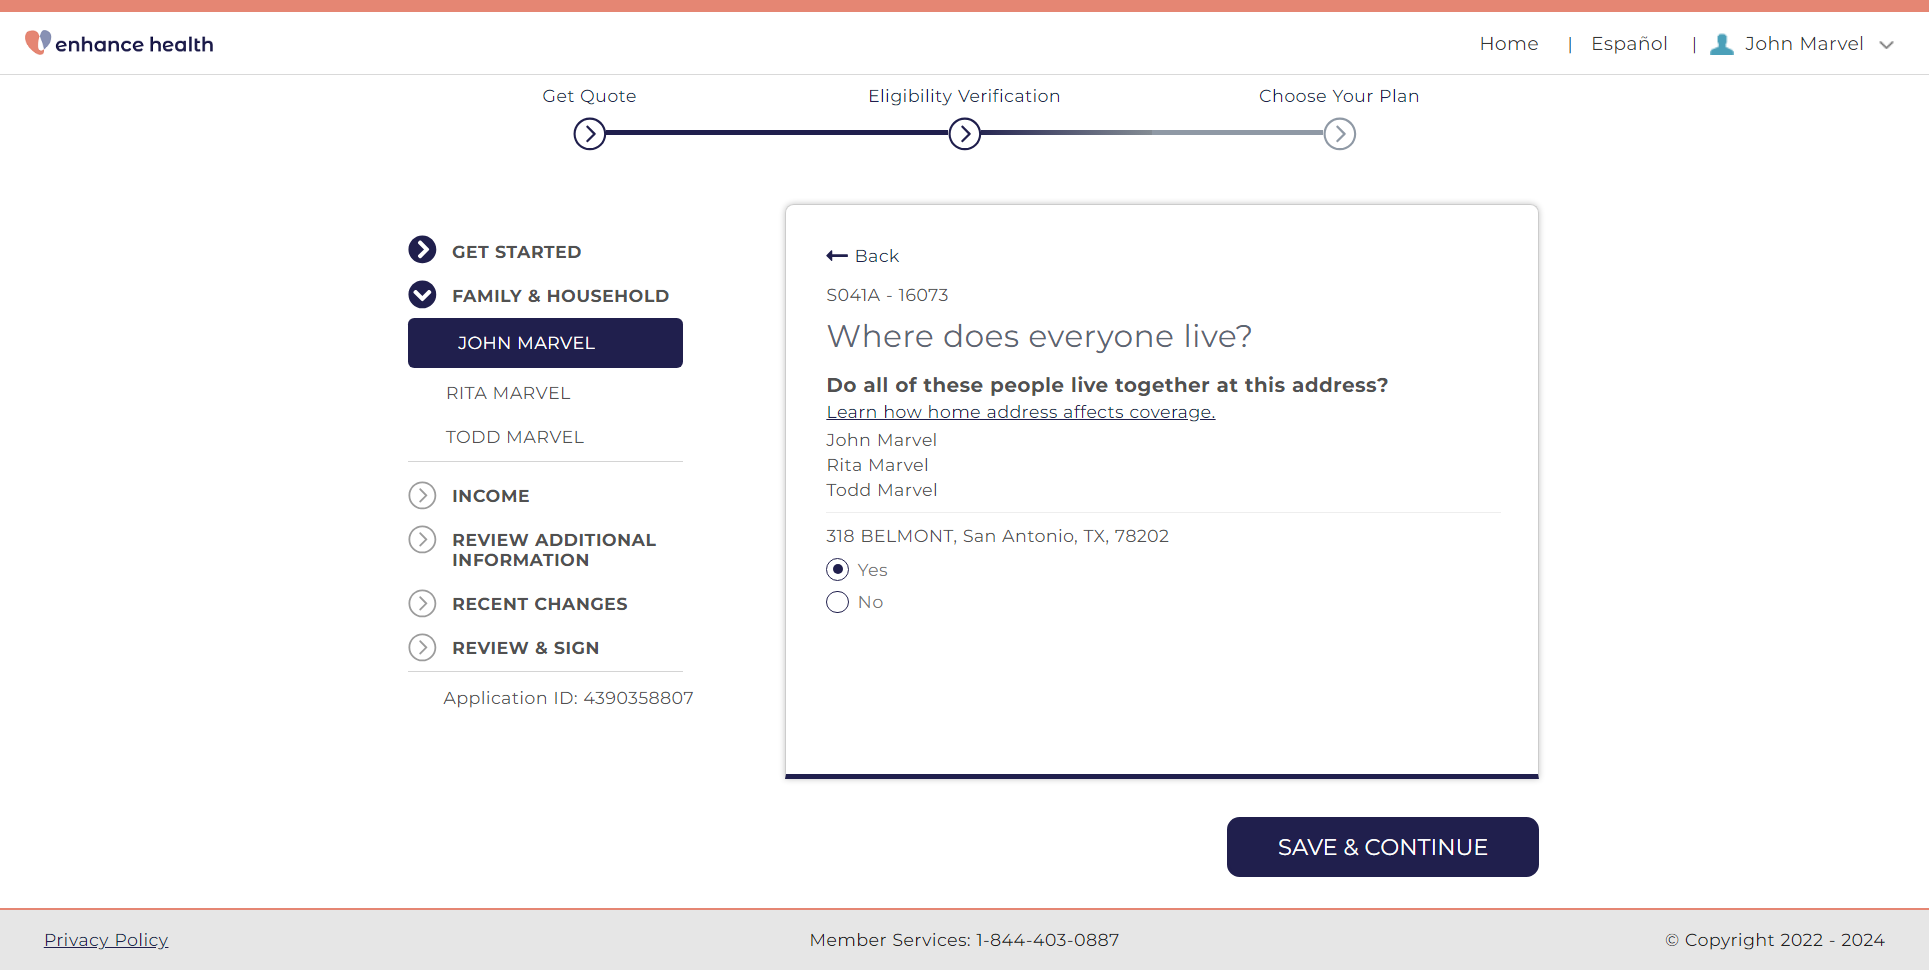 enhance health
Home | Español | John Marvel
Get Quote
Eligibility Verification
Choose Your Plan
GET STARTED
FAMILY & HOUSEHOLD
JOHN MARVEL
RITA MARVEL
TODD MARVEL
INCOME
REVIEW ADDITIONAL
INFORMATION
RECENT CHANGES
REVIEW & SIGN
Application ID: 4390358807
Back
S041A - 16073
Where does everyone live?
Do all of these people live together at this address?
Learn how home address affects coverage.
John Marvel
Rita Marvel
Todd Marvel
318 BELMONT, San Antonio, TX, 78202
Yes
No
SAVE & CONTINUE
Privacy Policy
Member Services: 1-844-403-0887
© Copyright 2022 - 2024